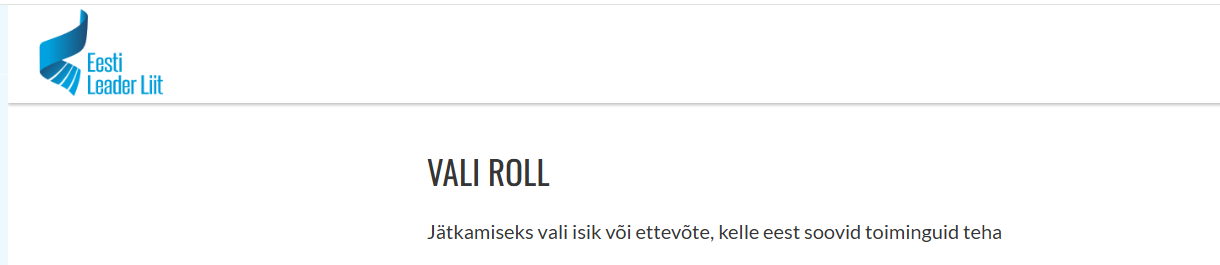 Eesti
Leader Liit
VALI ROLL
Jätkamiseks vali isik või ettevõte, kelle eest soovid toiminguid teha